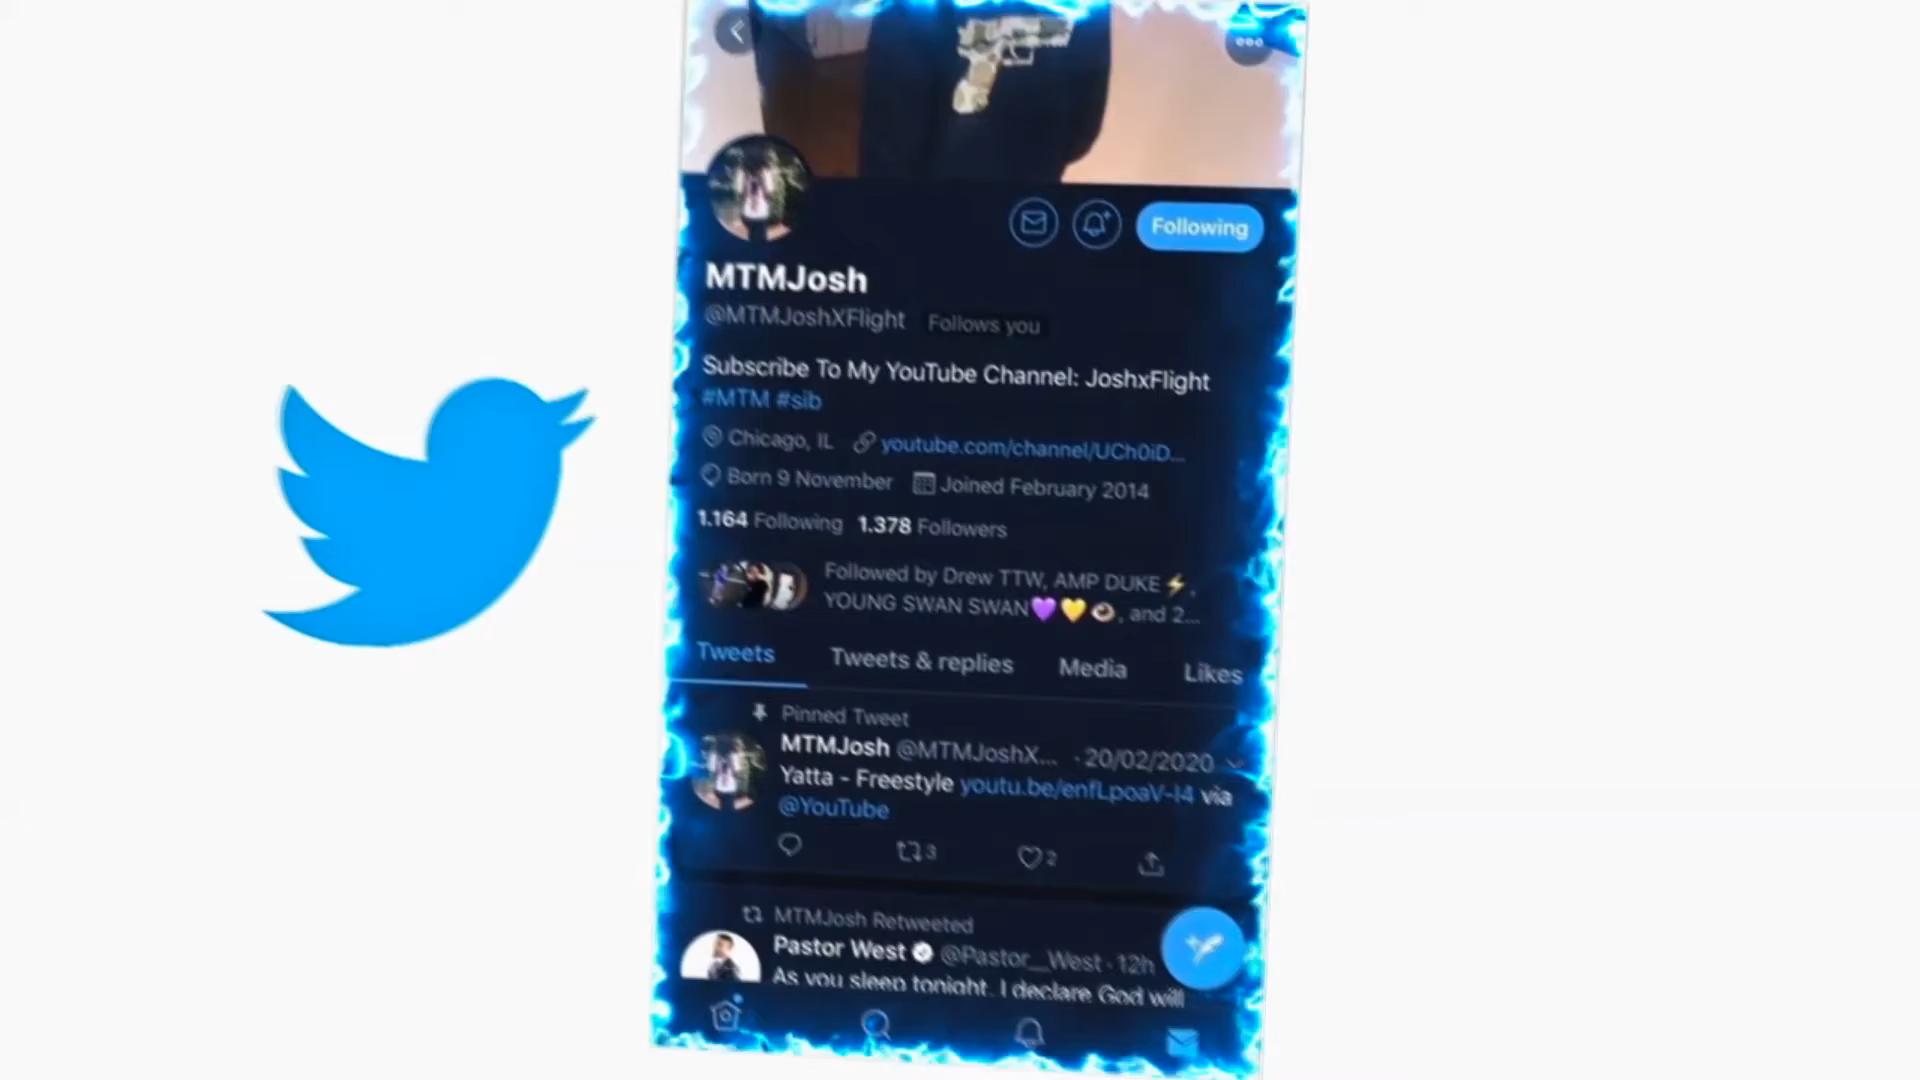 Following
MTMJosh
@MTMJoshXFlight Follows you
Subscribe To My YouTube Channel: JoshxFlight
#MTM #sib
Chicago, IL youtube.com/channel/UCh0iD...
Born 9 November Joined February 2014
1.164 Following 1.378 Followers
Followed by Drew TTW, AMP DUKE⚡,
YOUNG SWAN SWAN💜💛👁, and 2...
Tweets Tweets & replies Media Likes
Pinned Tweet
MTMJosh @MTMJoshX... · 20/02/2020
Yatta - Freestyle youtu.be/enfLpoaV-I4 via
@YouTube
3 2
MTMJosh Retweeted
Pastor West @Pastor__West · 12h
As you sleep tonight, I declare God will